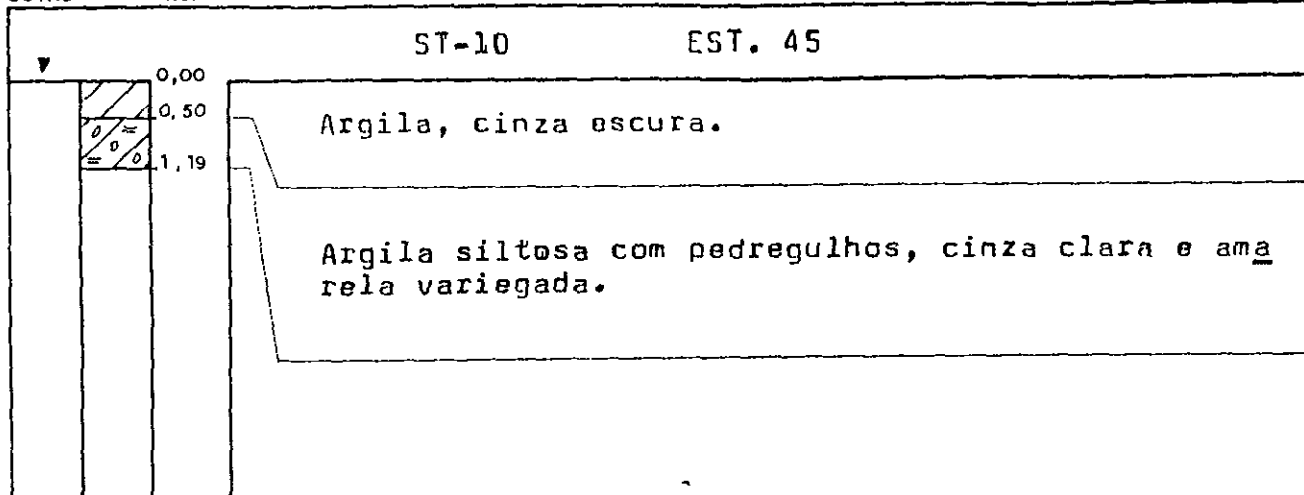 ST-10 EST. 45
0,00
0,50
Argila, cinza escura.
1,19
Argila siltosa com pedregulhos, cinza clara e ama
rela variegada.